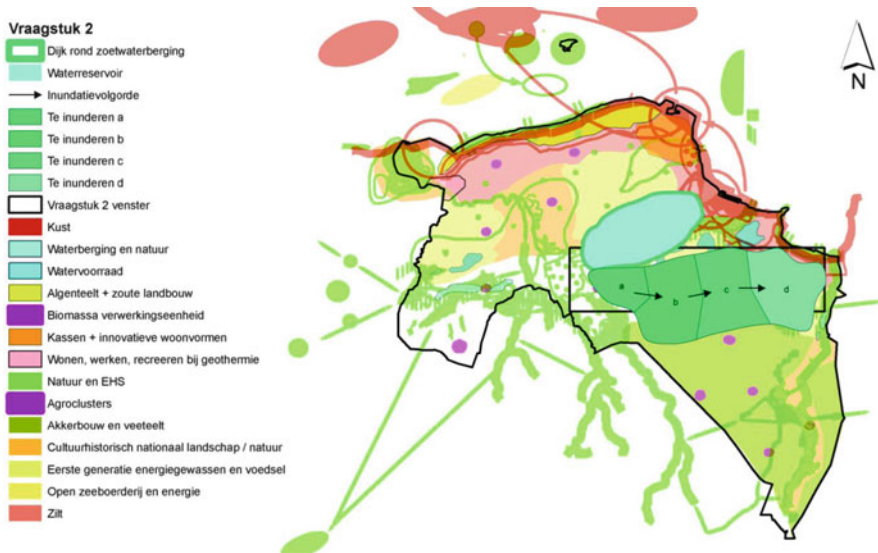 Vraagstuk 2
Dijk rond zoetwaterberging
Waterreservoir
Inundatievolgorde
Te inunderen a
Te inunderen b
Te inunderen c
Te inunderen d
Vraagstuk 2 venster
Kust
Waterberging en natuur
Watervoorraad
Algenteelt + zoute landbouw
Biomassa verwerkingseenheid
Kassen + innovatieve woonvormen
Wonen, werken, recreeren bij geothermie
Natuur en EHS
Agroclusters
Akkerbouw en veeteelt
Cultuurhistorisch nationaal landschap / natuur
Eerste generatie energiegewassen en voedsel
Open zeeboerderij en energie
Zilt
N
a
b
c
d